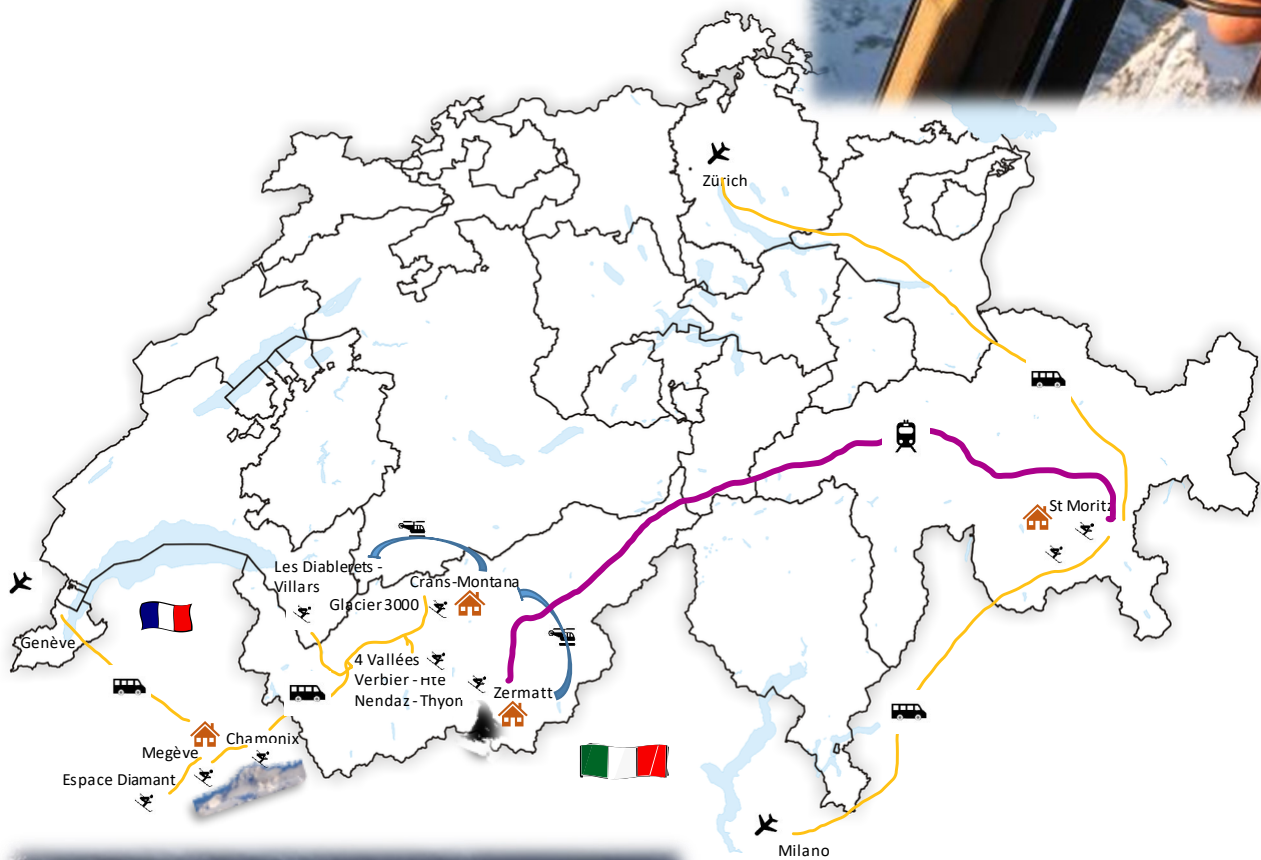 Zürich
St Moritz
Les Diablerets -
Villars
Crans-Montana
Glacier 3000
Genève
4 Vallées
Verbier - Hte
Nendaz - Thyon
Zermatt
Chamonix
Megève
Espace Diamant
Milano